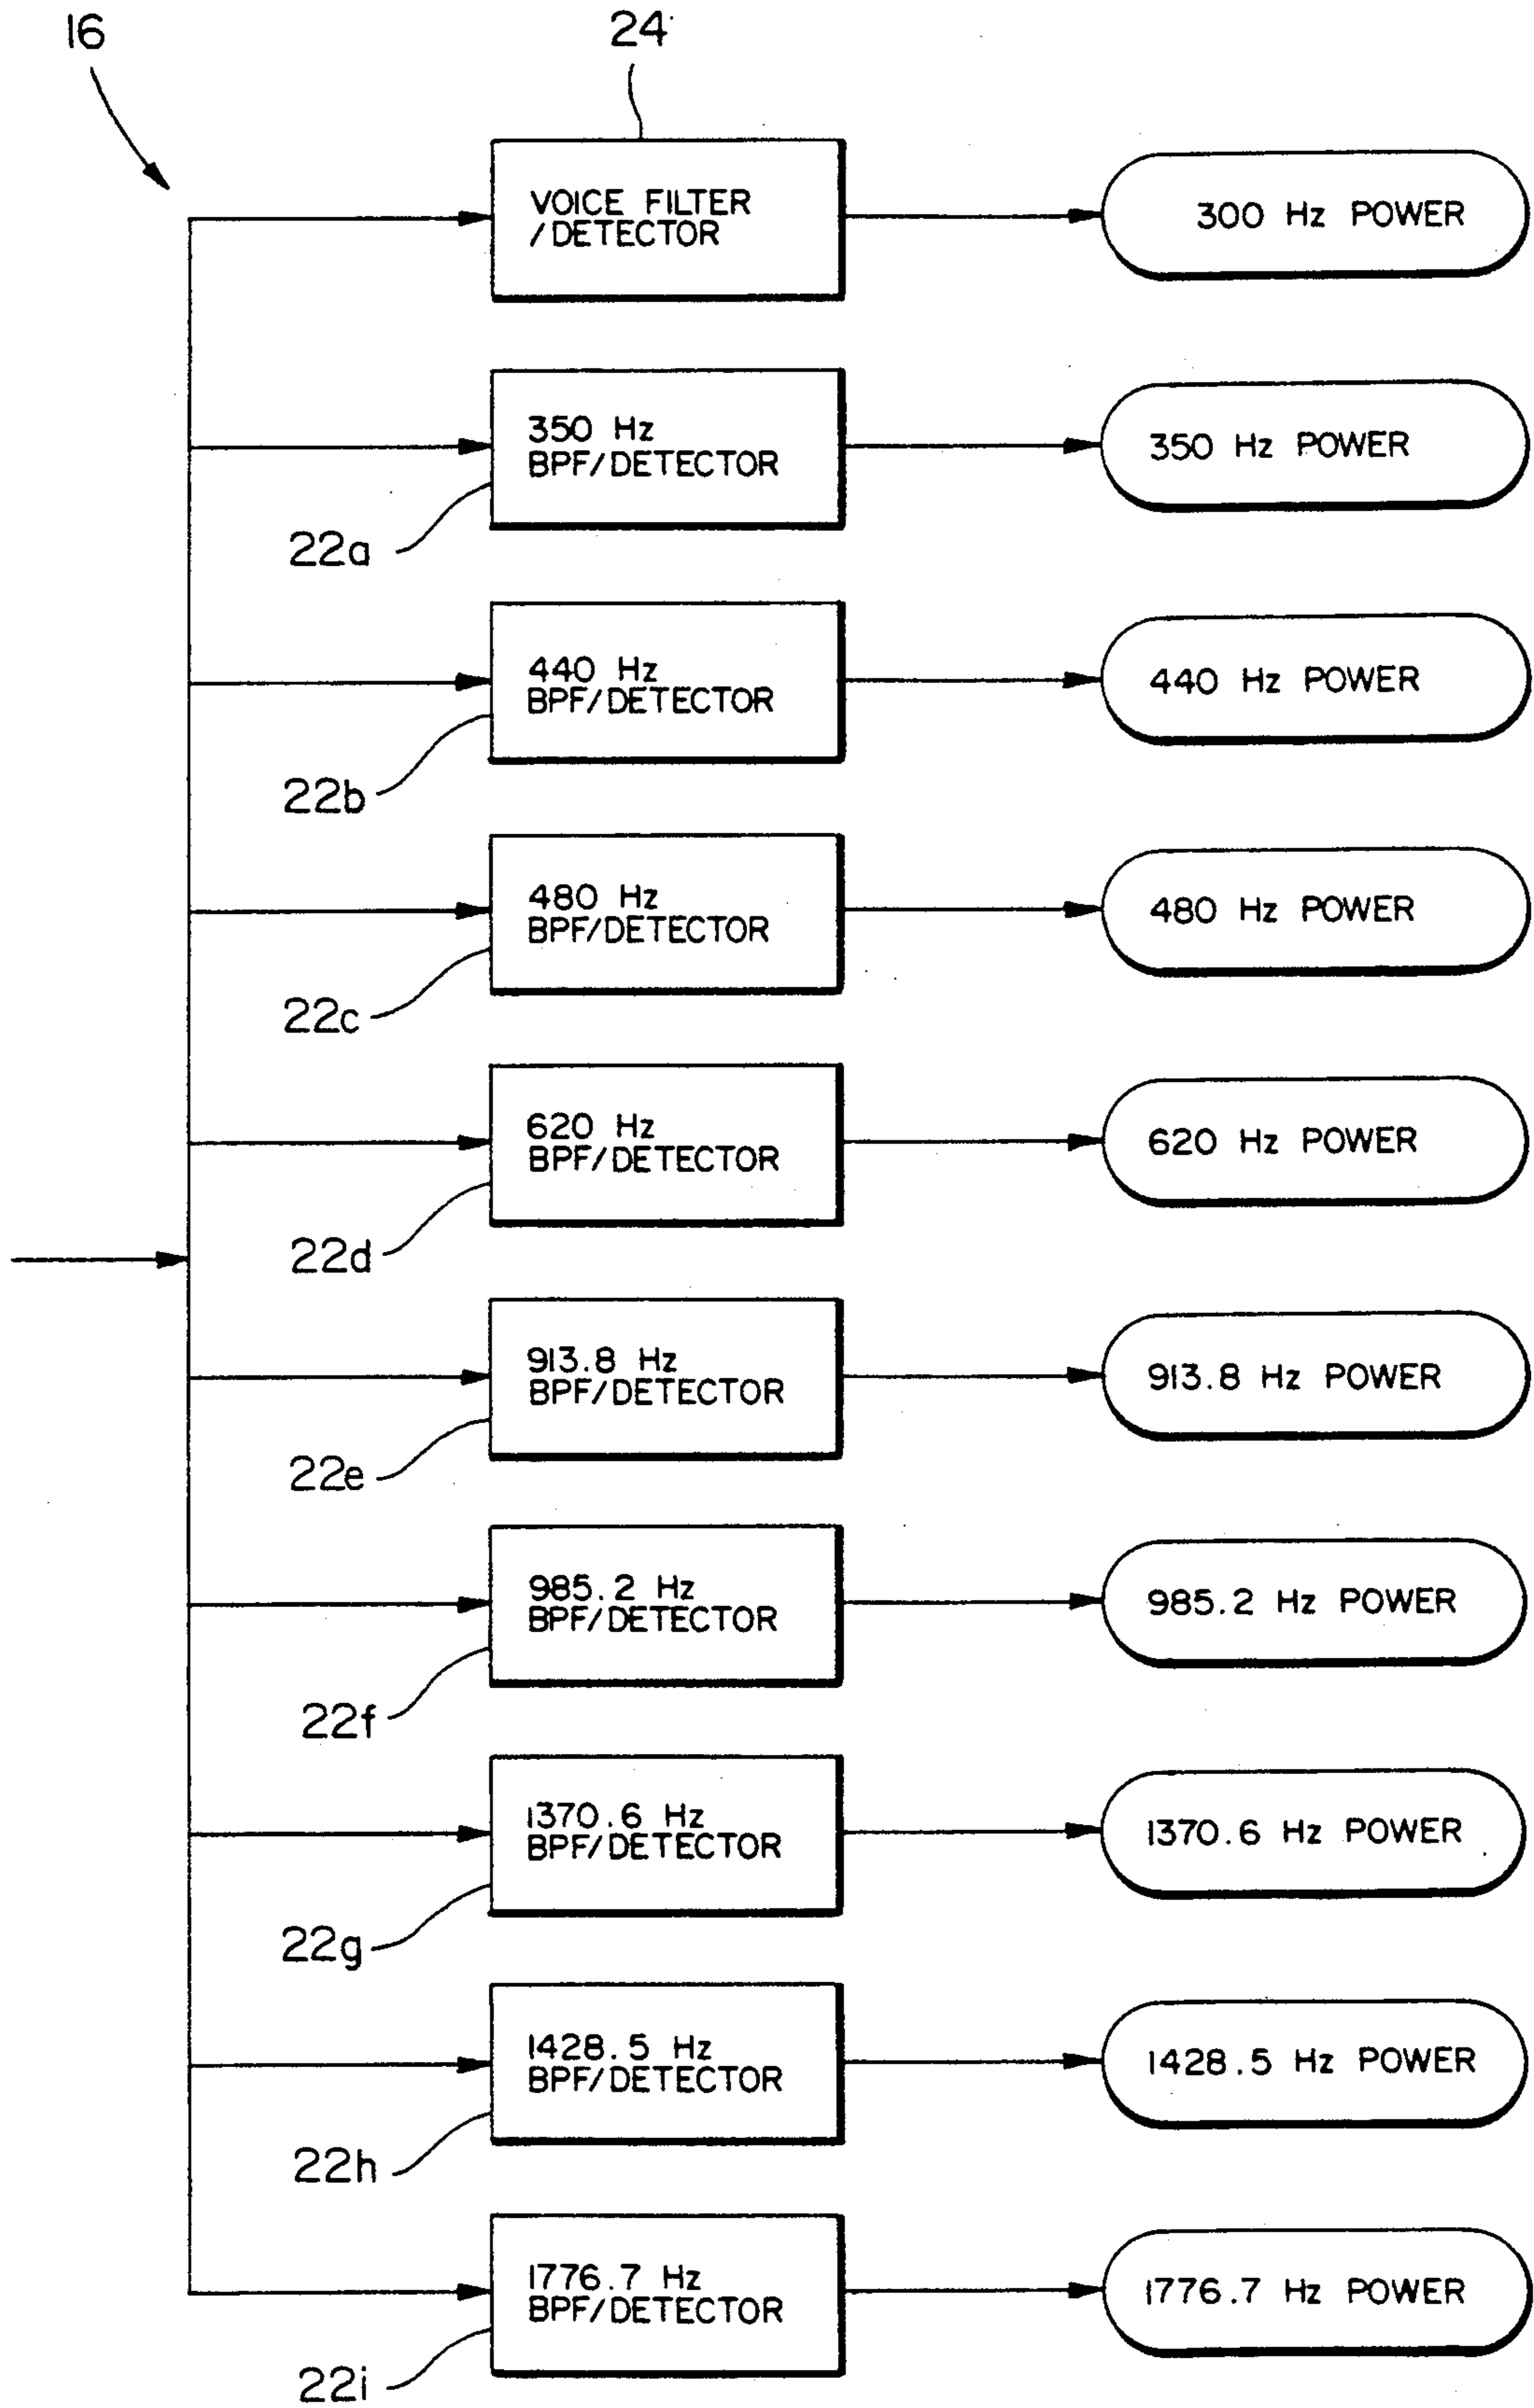 16
24
VOICE FILTER
/DETECTOR
300 Hz POWER
350 Hz
BPF/DETECTOR
350 Hz POWER
22a
440 Hz
BPF/DETECTOR
440 Hz POWER
22b
480 Hz
BPF/DETECTOR
480 Hz POWER
22c
620 Hz
BPF/DETECTOR
620 Hz POWER
22d
913.8 Hz
BPF/DETECTOR
913.8 Hz POWER
22e
985.2 Hz
BPF/DETECTOR
985.2 Hz POWER
22f
1370.6 Hz
BPF/DETECTOR
1370.6 Hz POWER
22g
1428.5 Hz
BPF/DETECTOR
1428.5 Hz POWER
22h
1776.7 Hz
BPF/DETECTOR
1776.7 Hz POWER
22i